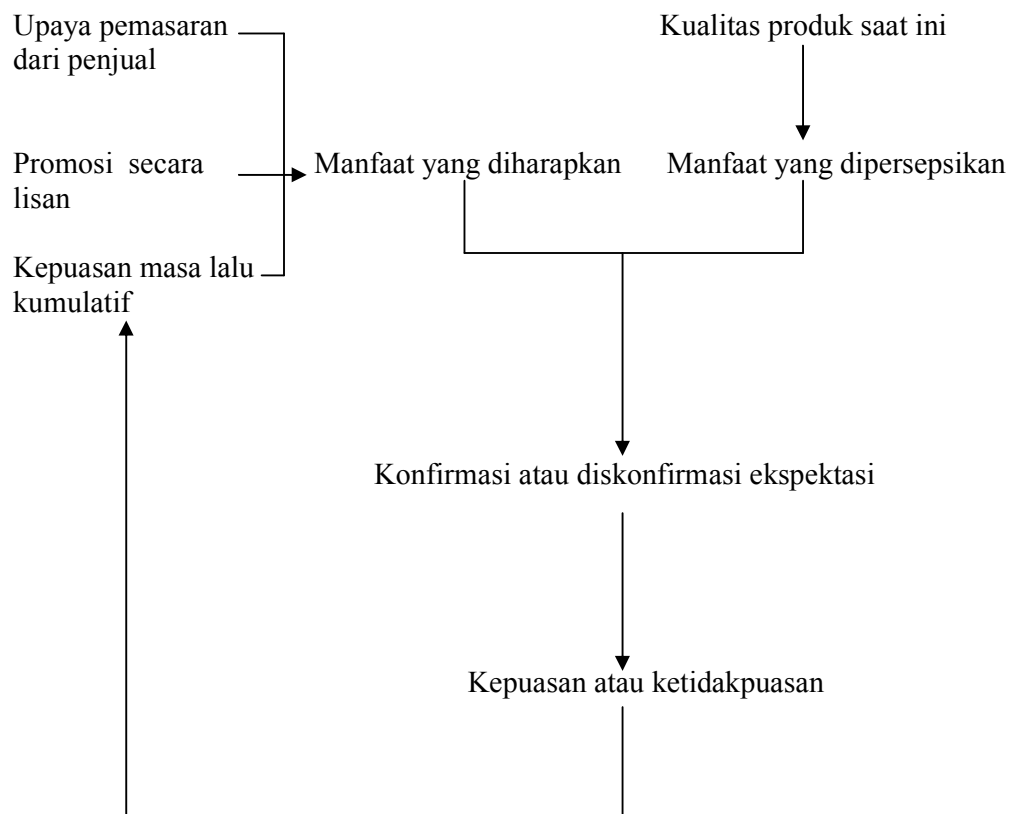 Upaya pemasaran
dari penjual
Kualitas produk saat ini
Promosi secara
lisan
Manfaat yang diharapkan
Manfaat yang dipersepsikan
Kepuasan masa lalu
kumulatif
Konfirmasi atau diskonfirmasi ekspektasi
Kepuasan atau ketidakpuasan